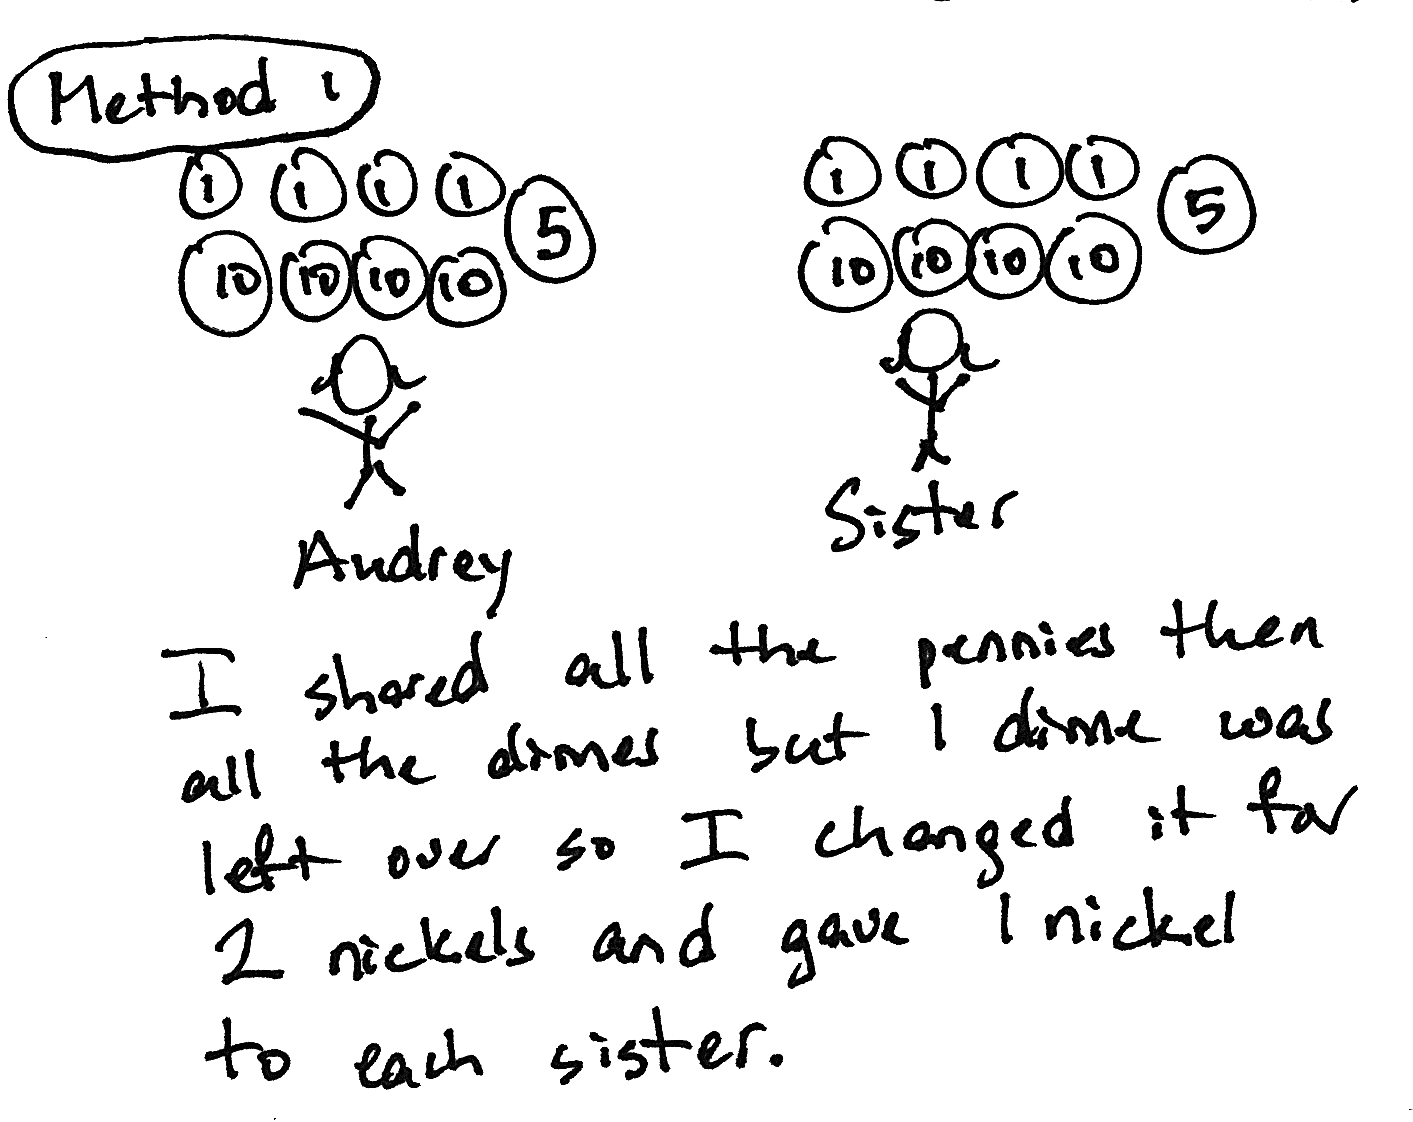 Method 1
1 1 1 1 5 1 1 1 1 5
10 10 10 10 10 10 10 10
Audrey Sister
I shared all the pennies then
all the dimes but 1 dime was
left over so I changed it for
2 nickels and gave 1 nickel
to each sister.